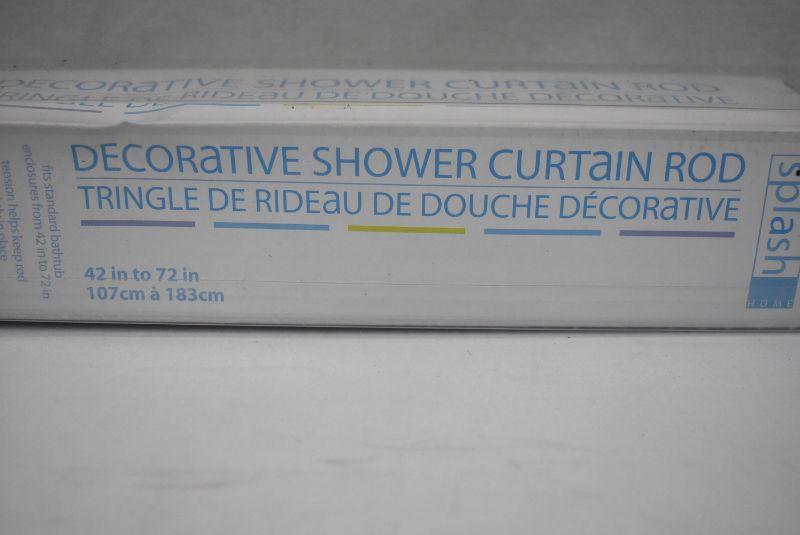 DECORaTIVE SHOWER CURTaIN ROD
TRINGLE DE RIDEaU DE DOUCHE DÉCORATIVE
DECORaTIVE SHOWER CURTaIN ROD
TRINGLE DE RIDEaU DE DOUCHE DÉCORaTIVE
42 in to 72 in
107cm à 183cm
fits standard bathtub
enclosures from 42 in to 72 in
tension helps keep rod
in place
splash
HOME